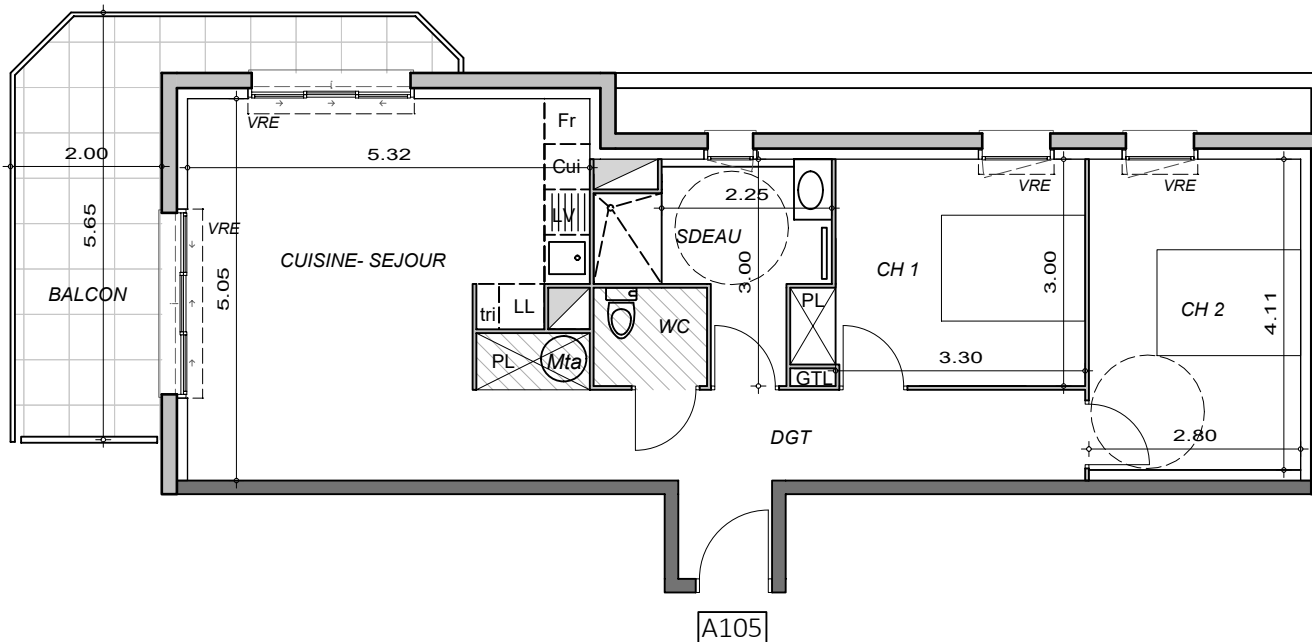 VRE
Fr
2.00
5.32
Cui
VRE
VRE
2.25
LV
VRE
5.65
SDEAU
CUISINE- SEJOUR
CH 1
3.00
3.00
5.05
BALCON
LL
PL
CH 2
4.11
tri
WC
PL
Mta
3.30
GTL
DGT
2.80
A105